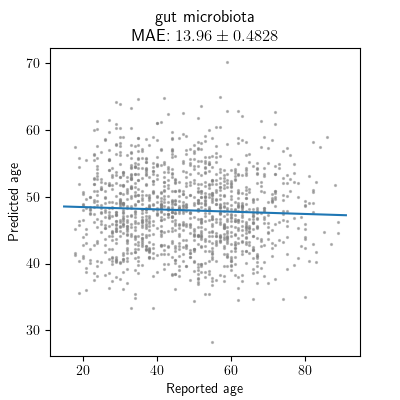 gut microbiota
MAE: 13.96 ± 0.4828
Predicted age
70
60
50
40
30
20 40 60 80
Reported age